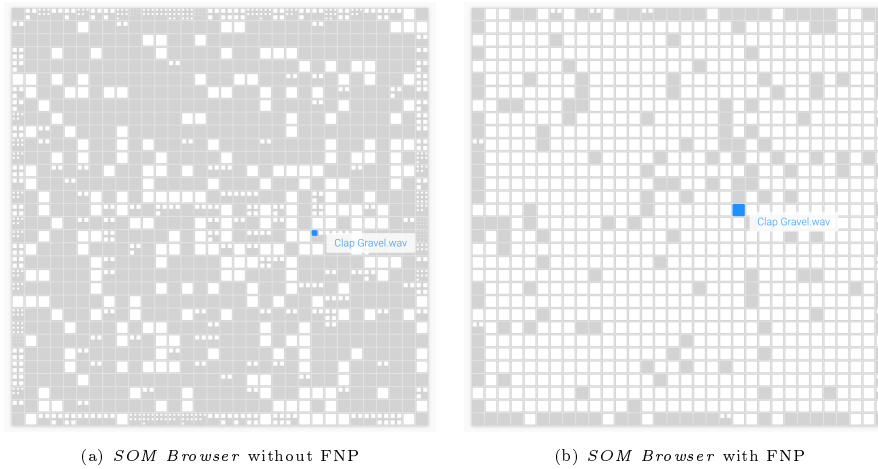 Clap Gravel.wav
Clap Gravel.wav
(a) SOM Browser without FNP
(b) SOM Browser with FNP